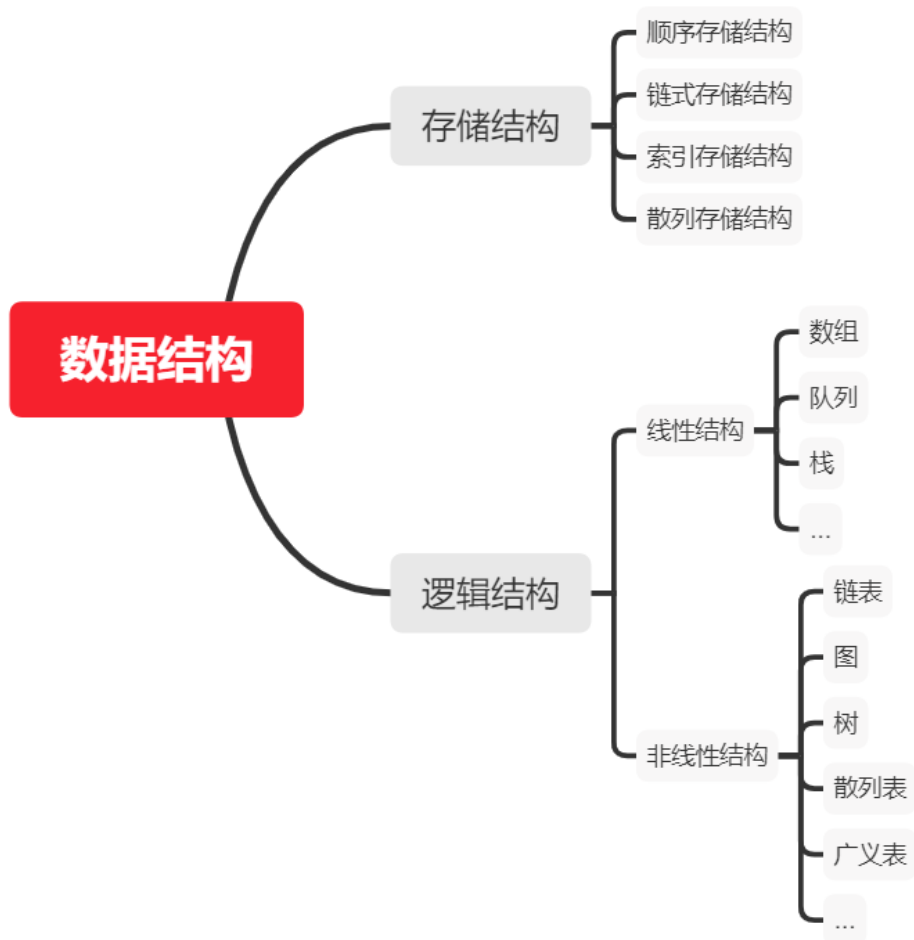 数据结构
存储结构
顺序存储结构
链式存储结构
索引存储结构
散列存储结构
逻辑结构
线性结构
数组
队列
栈
...
非线性结构
链表
图
树
散列表
广义表
...